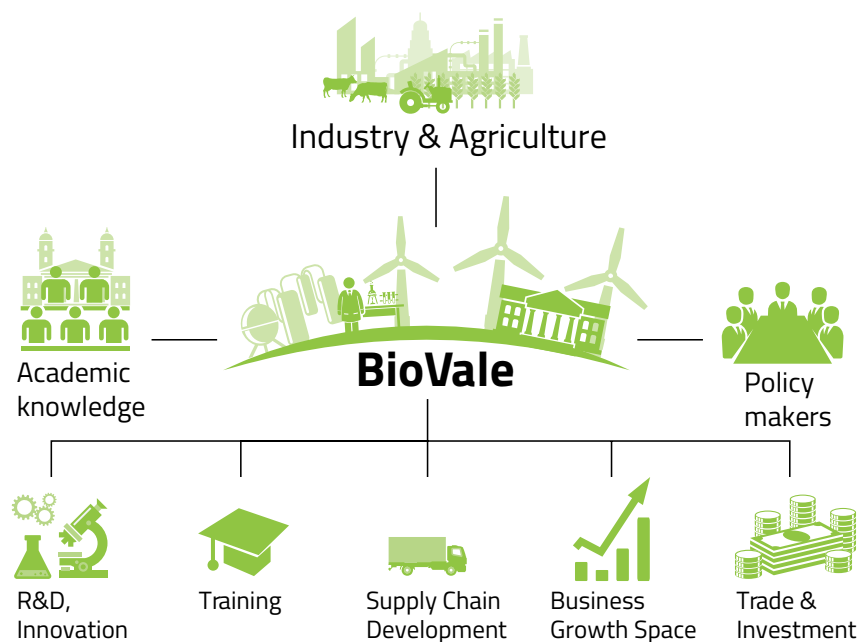 Industry & Agriculture
Academic
knowledge
BioVale
Policy
makers
R&D,
Innovation
Training
Supply Chain
Development
Business
Growth Space
Trade &
Investment